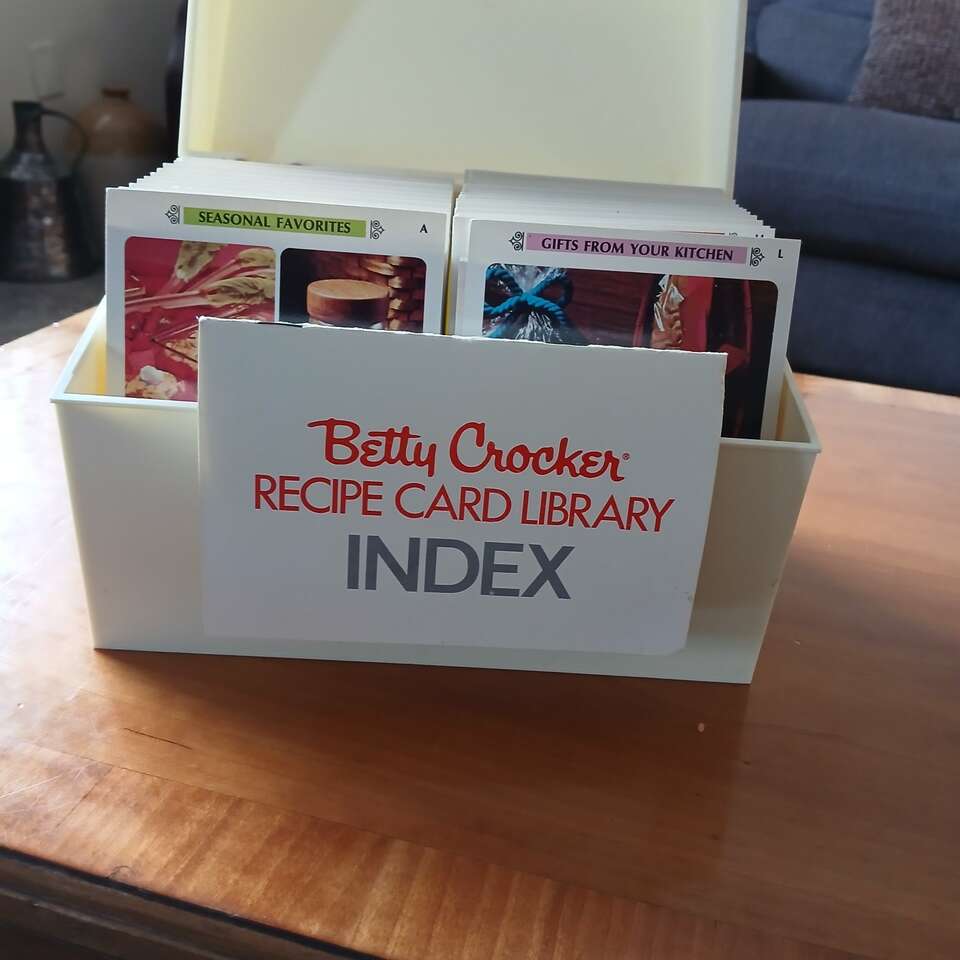 SEASONAL FAVORITES
A
GIFTS FROM YOUR KITCHEN
L
Betty Crocker®
RECIPE CARD LIBRARY
INDEX